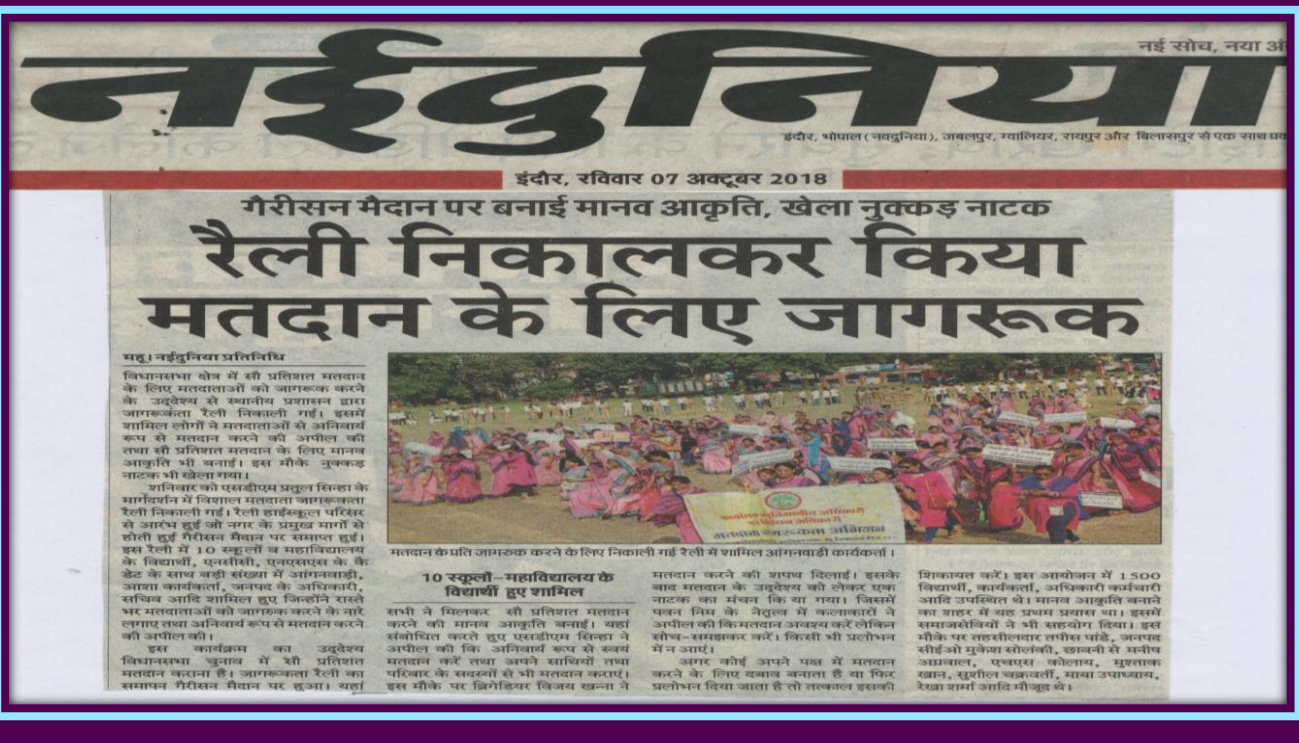 नई सोच, नया अं
नईदुनिया
इंदौर, भोपाल (नवदुनिया), जबलपुर, ग्वालियर, रायपुर और बिलासपुर से एक साथ प्रक
इंदौर, रविवार 07 अक्टूबर 2018
गैरीसन मैदान पर बनाई मानव आकृति, खेला नुक्कड़ नाटक
रैली निकालकर किया
मतदान के लिए जागरूक
महू। नईदुनिया प्रतिनिधि
विधानसभा क्षेत्र में सौ प्रतिशत मतदान
के लिए मतदाताओं को जागरूक करने
के उद्देश्य से स्थानीय प्रशासन द्वारा
जागरूकता रैली निकाली गई। इसमें
शामिल लोगों ने मतदाताओं से अनिवार्य
रूप से मतदान करने की अपील की
तथा सौ प्रतिशत मतदान के लिए मानव
आकृति भी बनाई। इस मौके नुक्कड़
नाटक भी खेला गया।
शनिवार को एसडीएम प्रतुल सिन्हा के
मार्गदर्शन में विशाल मतदाता जागरूकता
रैली निकाली गई। रैली हाईस्कूल परिसर
से आरंभ हुई जो नगर के प्रमुख मार्गों से
होती हुई गैरीसन मैदान पर समाप्त हुई।
इस रैली में 10 स्कूलों व महाविद्यालय
के विद्यार्थी, एनसीसी, एनएसएस के कै
डेट के साथ बड़ी संख्या में आंगनवाड़ी,
आशा कार्यकर्ता, जनपद के अधिकारी,
सचिव आदि शामिल हुए जिन्होंने रास्ते
भर मतदाताओं को जागरुक करने के नारे
लगाए तथा अनिवार्य रूप से मतदान करने
की अपील की।
इस कार्यक्रम का उद्देश्य
विधानसभा चुनाव में सौ प्रतिशत
मतदान कराना है। जागरूकता रैली का
समापन गैरीसन मैदान पर हुआ। यहां
कार्यालय अनुविभागीय अधिकारी
मतदाता जागरूकता अभियान
मतदान के प्रति जागरुक करने के लिए निकाली गई रैली में शामिल आंगनवाड़ी कार्यकर्ता।
10 स्कूलों-महाविद्यालय के
विद्यार्थी हुए शामिल
सभी ने मिलकर सौ प्रतिशत मतदान
करने की मानव आकृति बनाई। यहां
संबोधित करते हुए एसडीएम सिन्हा ने
अपील की कि अनिवार्य रूप से स्वयं
मतदान करें तथा अपने साथियों तथा
परिवार के सदस्यों से भी मतदान कराएं।
इस मौके पर ब्रिगेडियर विजय खन्ना ने
मतदान करने की शपथ दिलाई। इसके
बाद मतदान के उद्देश्य को लेकर एक
नाटक का मंचन कि या गया। जिसमें
पवन निम के नेतृत्व में कलाकारों ने
अपील की कि मतदान अवश्य करें लेकिन
सोच-समझकर करें। किसी भी प्रलोभन
में न आएं।
अगर कोई अपने पक्ष में मतदान
करने के लिए दबाव बनाता है या फिर
प्रलोभन दिया जाता है तो तत्काल इसकी
शिकायत करें। इस आयोजन में 1500
विद्यार्थी, कार्यकर्ता, अधिकारी कर्मचारी
आदि उपस्थित थे। मानव आकृति बनाने
का शहर में यह प्रथम प्रयास था। इसमें
समाजसेवियों ने भी सहयोग दिया। इस
मौके पर तहसीलदार तपीस पांडे, जनपद
सीईओ मुकेश सोलंकी, छावनी से मनीष
अग्रवाल, एचएस कोलाय, मुश्ताक
खान, सुशील चक्रवर्ती, माया उपाध्याय,
रेखा शर्मा आदि मौजूद थे।